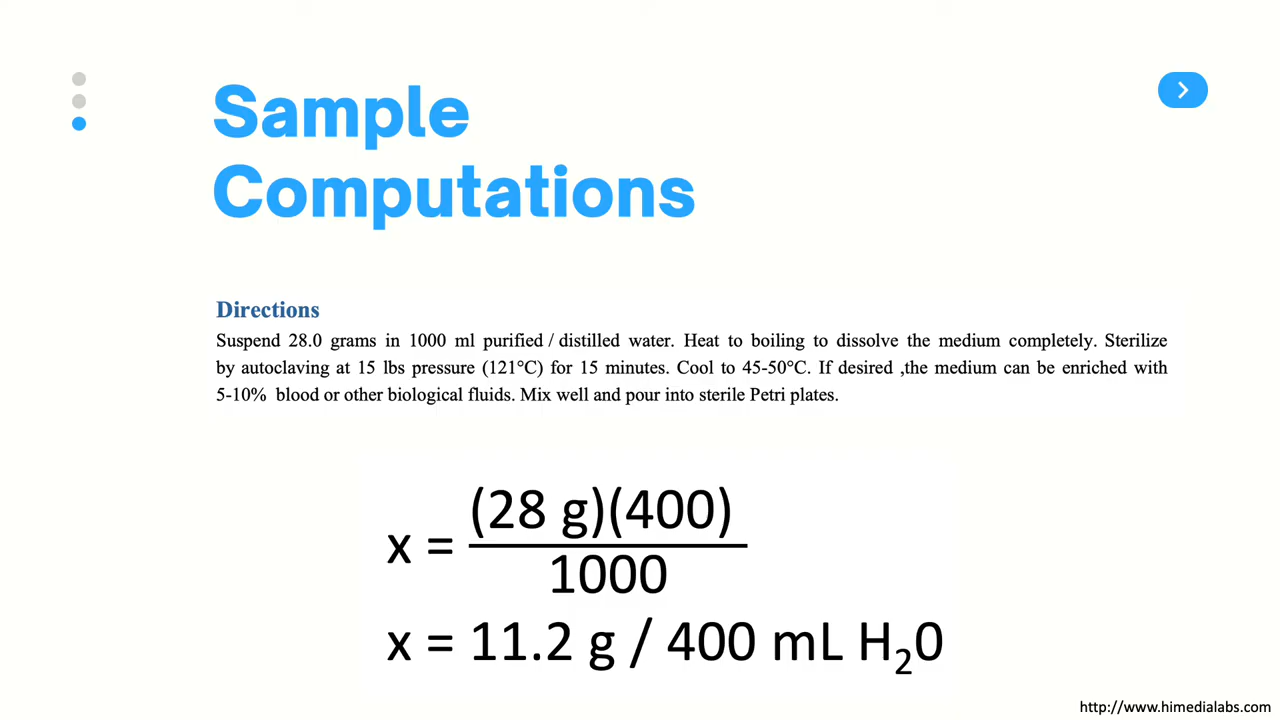 Sample
Computations
Directions
Suspend 28.0 grams in 1000 ml purified / distilled water. Heat to boiling to dissolve the medium completely. Sterilize
by autoclaving at 15 lbs pressure (121°C) for 15 minutes. Cool to 45-50°C. If desired ,the medium can be enriched with
5-10% blood or other biological fluids. Mix well and pour into sterile Petri plates.
x = (28 g)(400)
1000
x = 11.2 g / 400 mL H₂0
http://www.himedialabs.com